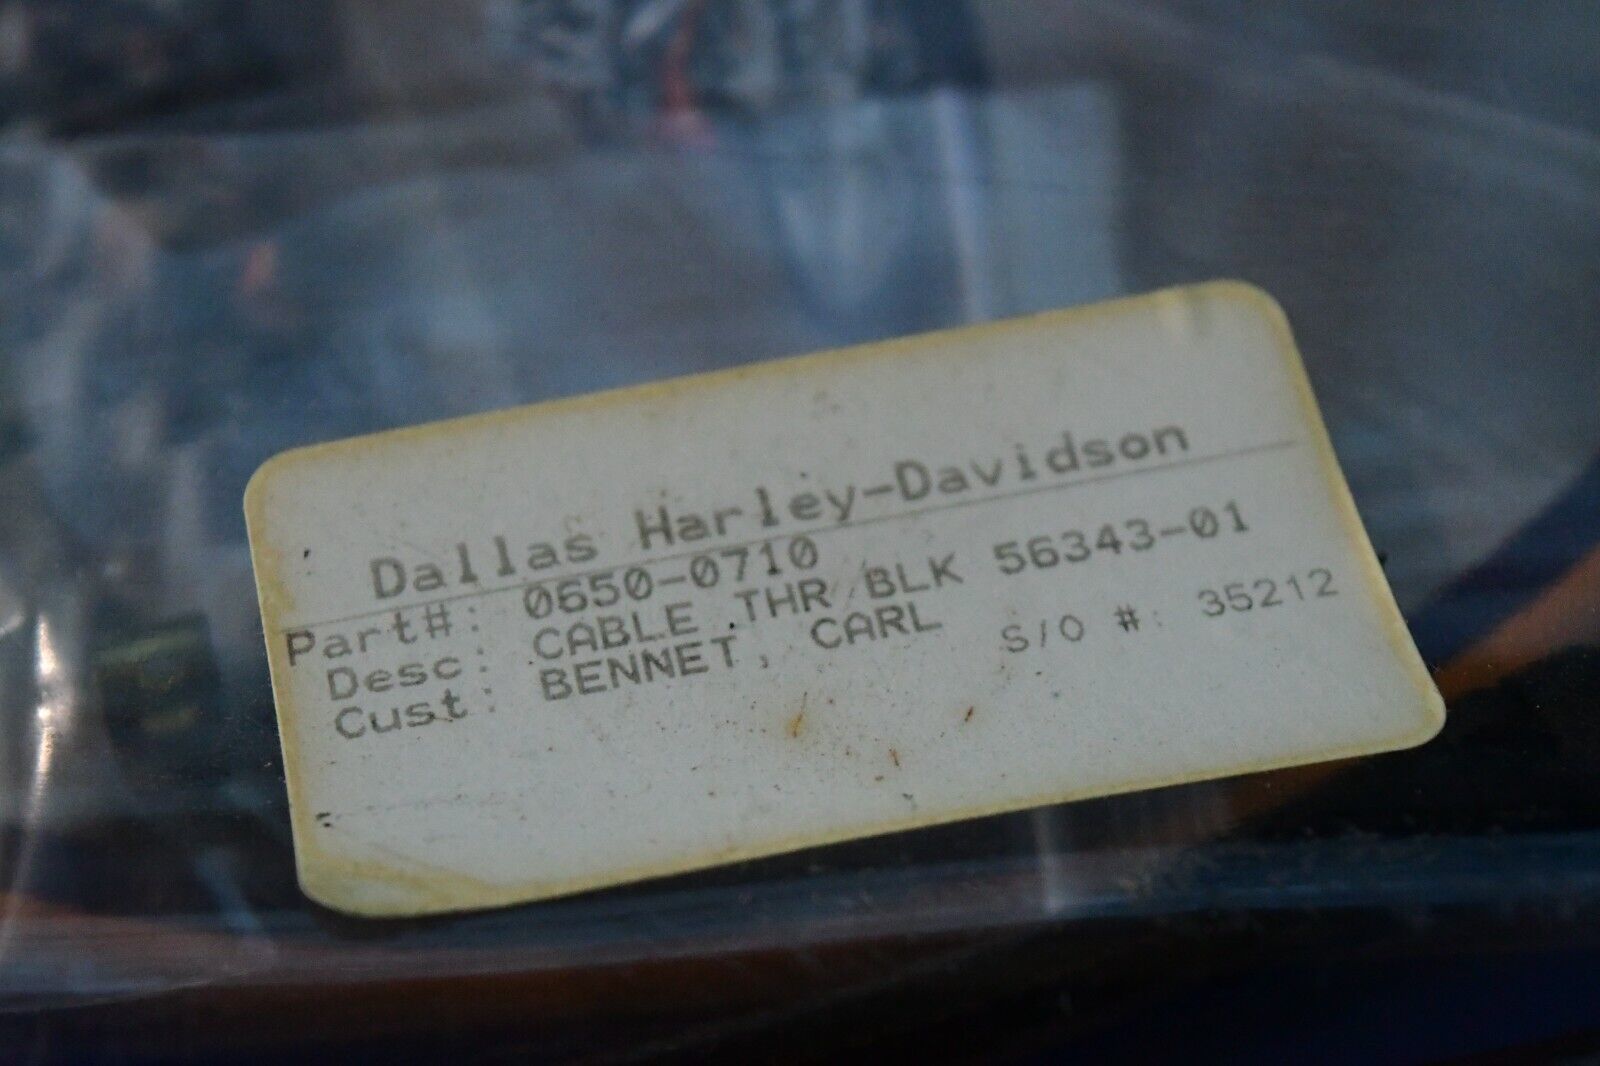 Dallas Harley-Davidson
Part#: 0650-0710
Desc: CABLE THR BLK 56343-01
Cust: BENNET, CARL S/O #: 35212